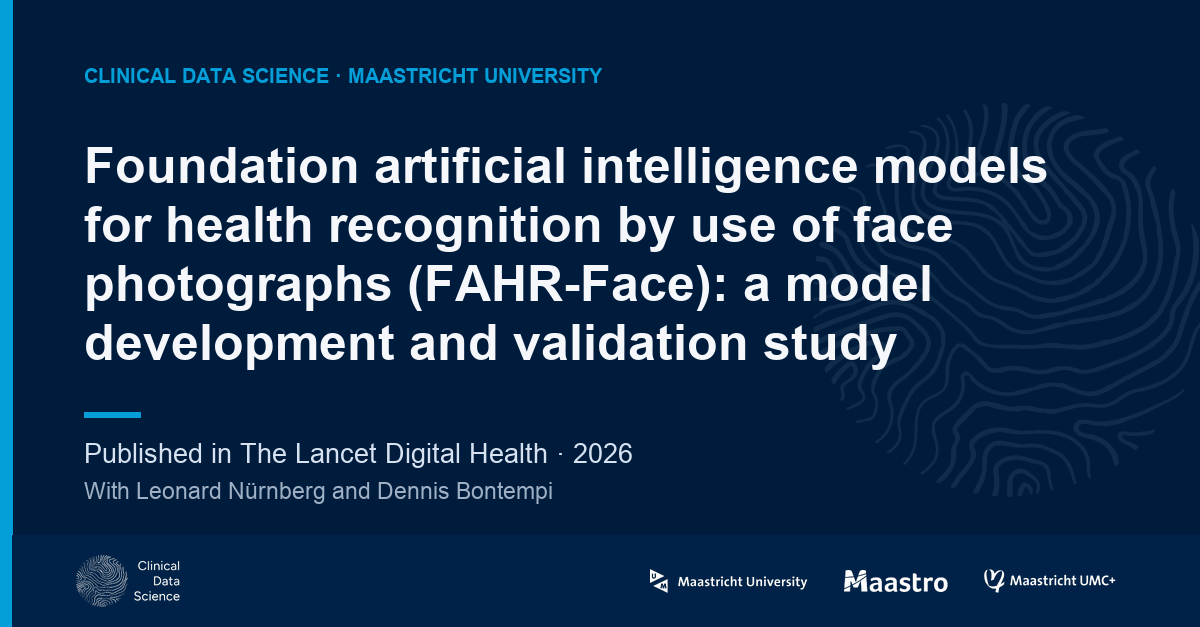 CLINICAL DATA SCIENCE · MAASTRICHT UNIVERSITY
Foundation artificial intelligence models
for health recognition by use of face
photographs (FAHR-Face): a model
development and validation study
Published in The Lancet Digital Health · 2026
With Leonard Nürnberg and Dennis Bontempi
Clinical
Data
Science
UM
Maastricht University
Maastro
Maastricht UMC+